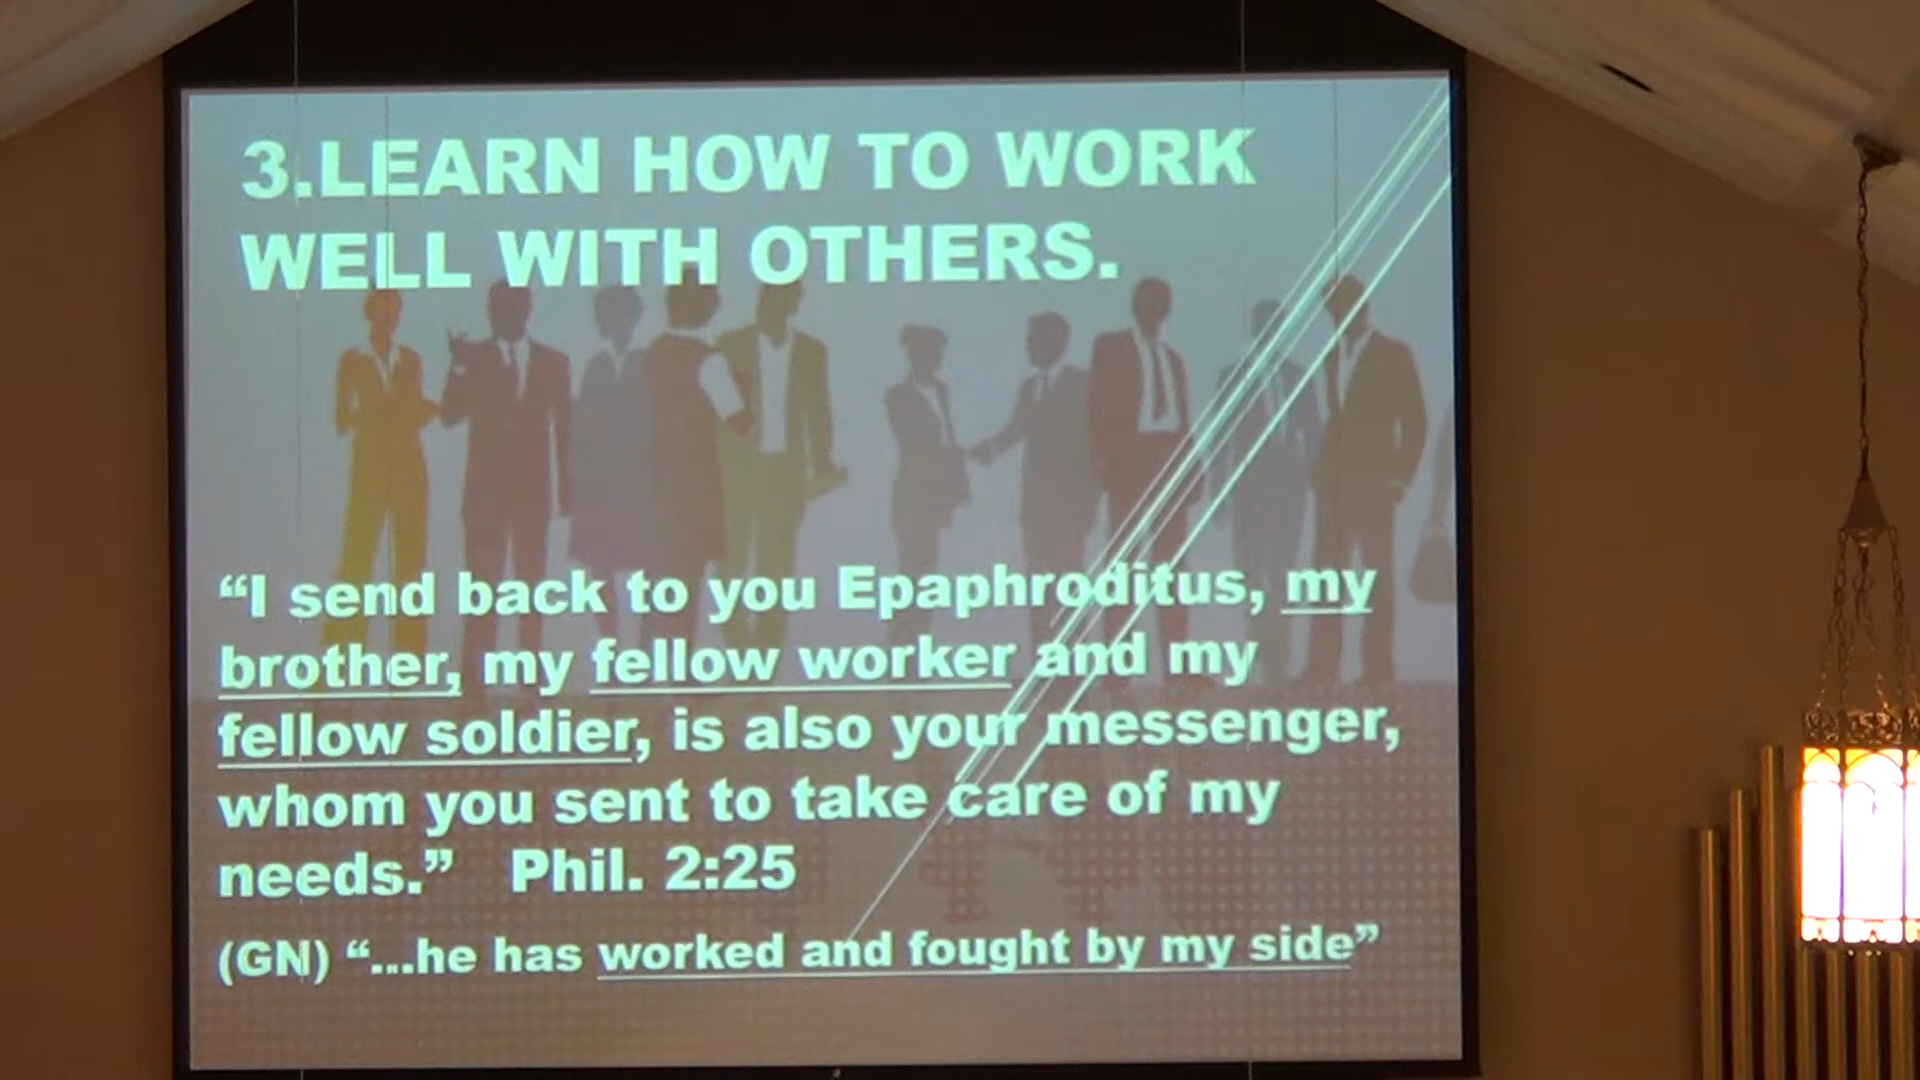 3.LEARN HOW TO WORK
WELL WITH OTHERS.
“I send back to you Epaphroditus, my
brother, my fellow worker and my
fellow soldier, is also your messenger,
whom you sent to take care of my
needs.” Phil. 2:25
(GN) “...he has worked and fought by my side”